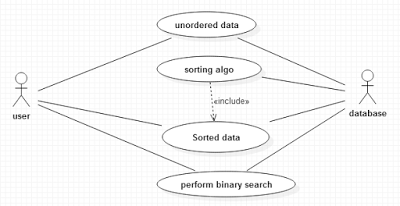 unordered data
sorting algo
user
«include»
database
Sorted data
perform binary search